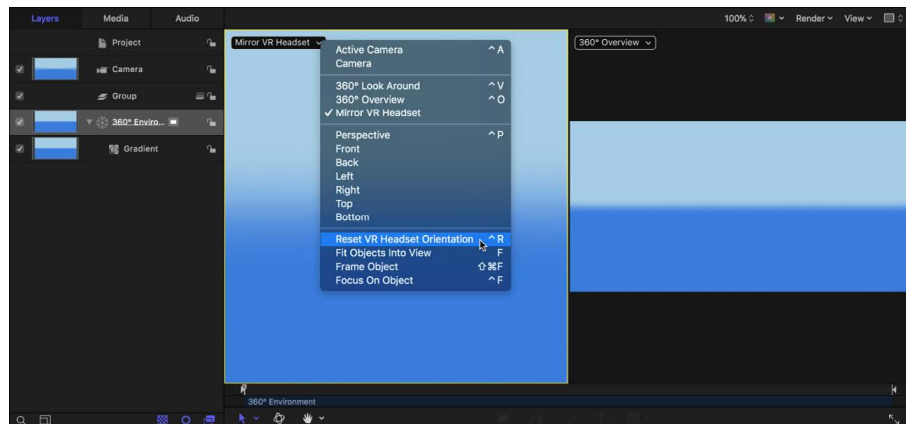 Layers Media Audio
100% Render View
Project
Camera
Group
360° Enviro...
Gradient
Mirror VR Headset
360° Overview
Active Camera ^A
Camera
360° Look Around ^V
360° Overview ^O
✓ Mirror VR Headset
Perspective ^P
Front
Back
Left
Right
Top
Bottom
Reset VR Headset Orientation ^R
Fit Objects Into View F
Frame Object ⇧⌘F
Focus On Object ^F
360° Environment